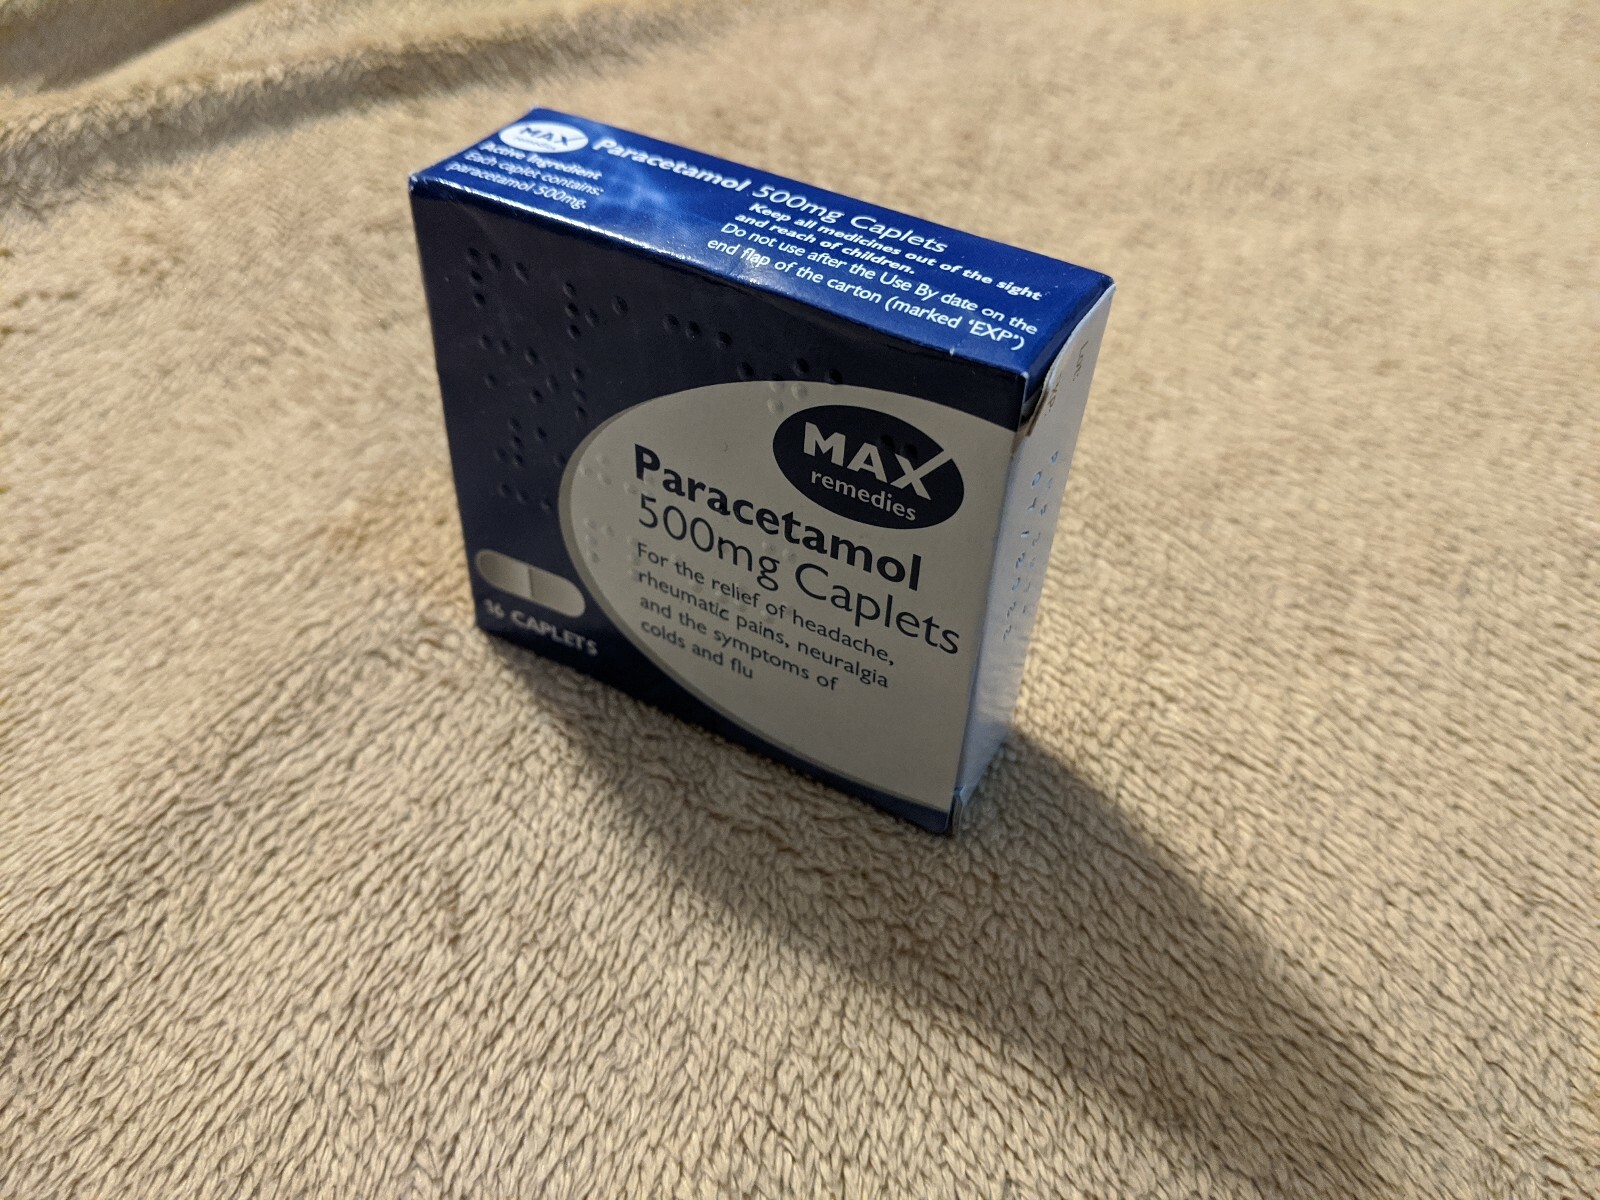 MAX
remedies
Paracetamol 500mg Caplets
Active Ingredient
Each caplet contains:
paracetamol 500mg.
Keep all medicines out of the sight
and reach of children.
Do not use after the Use By date on the
end flap of the carton (marked ‘EXP’)
MAX
remedies
Paracetamol
500mg Caplets
For the relief of headache,
rheumatic pains, neuralgia
and the symptoms of
colds and flu
16 CAPLETS
Lot: